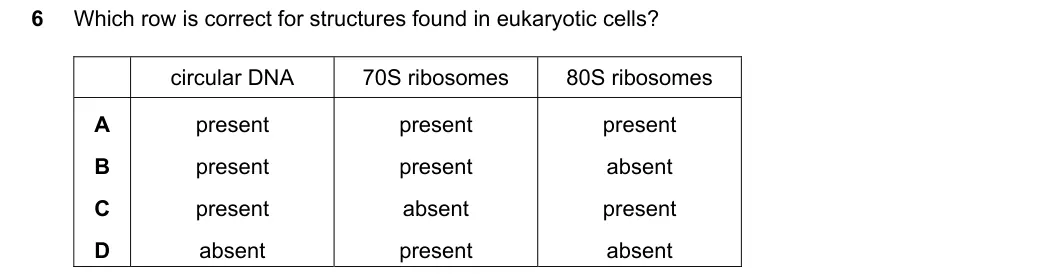 6 Which row is correct for structures found in eukaryotic cells?
circular DNA 70S ribosomes 80S ribosomes
A present present present
B present present absent
C present absent present
D absent present absent